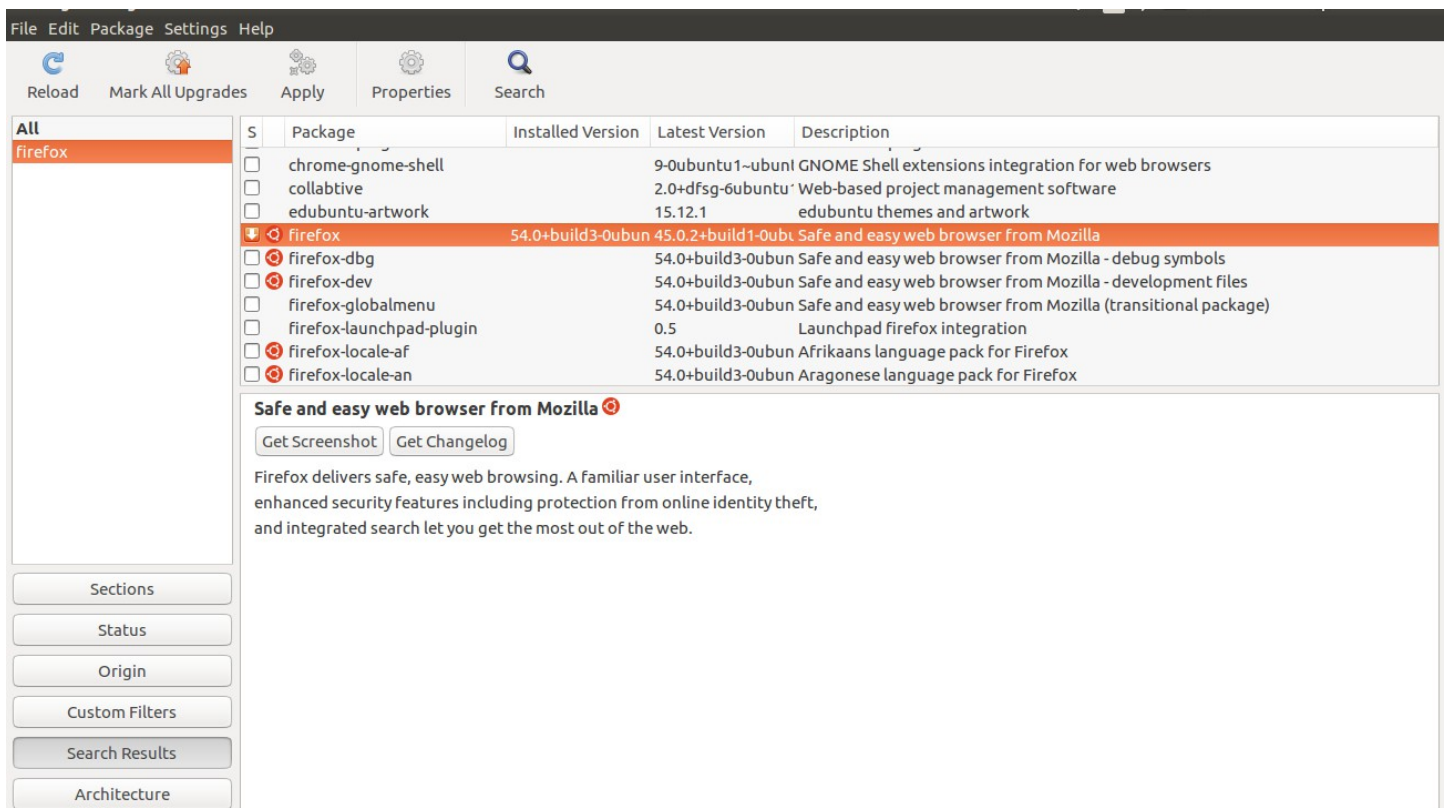 File Edit Package Settings Help
Reload Mark All Upgrades Apply Properties Search
All
firefox
S Package Installed Version Latest Version Description
chrome-gnome-shell 9-0ubuntu1~ubunt GNOME Shell extensions integration for web browsers
collabtive 2.0+dfsg-6ubuntu1 Web-based project management software
edubuntu-artwork 15.12.1 edubuntu themes and artwork
firefox 54.0+build3-0ubun 45.0.2+build1-0ubu Safe and easy web browser from Mozilla
firefox-dbg 54.0+build3-0ubun Safe and easy web browser from Mozilla - debug symbols
firefox-dev 54.0+build3-0ubun Safe and easy web browser from Mozilla - development files
firefox-globalmenu 54.0+build3-0ubun Safe and easy web browser from Mozilla (transitional package)
firefox-launchpad-plugin 0.5 Launchpad firefox integration
firefox-locale-af 54.0+build3-0ubun Afrikaans language pack for Firefox
firefox-locale-an 54.0+build3-0ubun Aragonese language pack for Firefox
Safe and easy web browser from Mozilla
Get Screenshot Get Changelog
Firefox delivers safe, easy web browsing. A familiar user interface,
enhanced security features including protection from online identity theft,
and integrated search let you get the most out of the web.
Sections
Status
Origin
Custom Filters
Search Results
Architecture